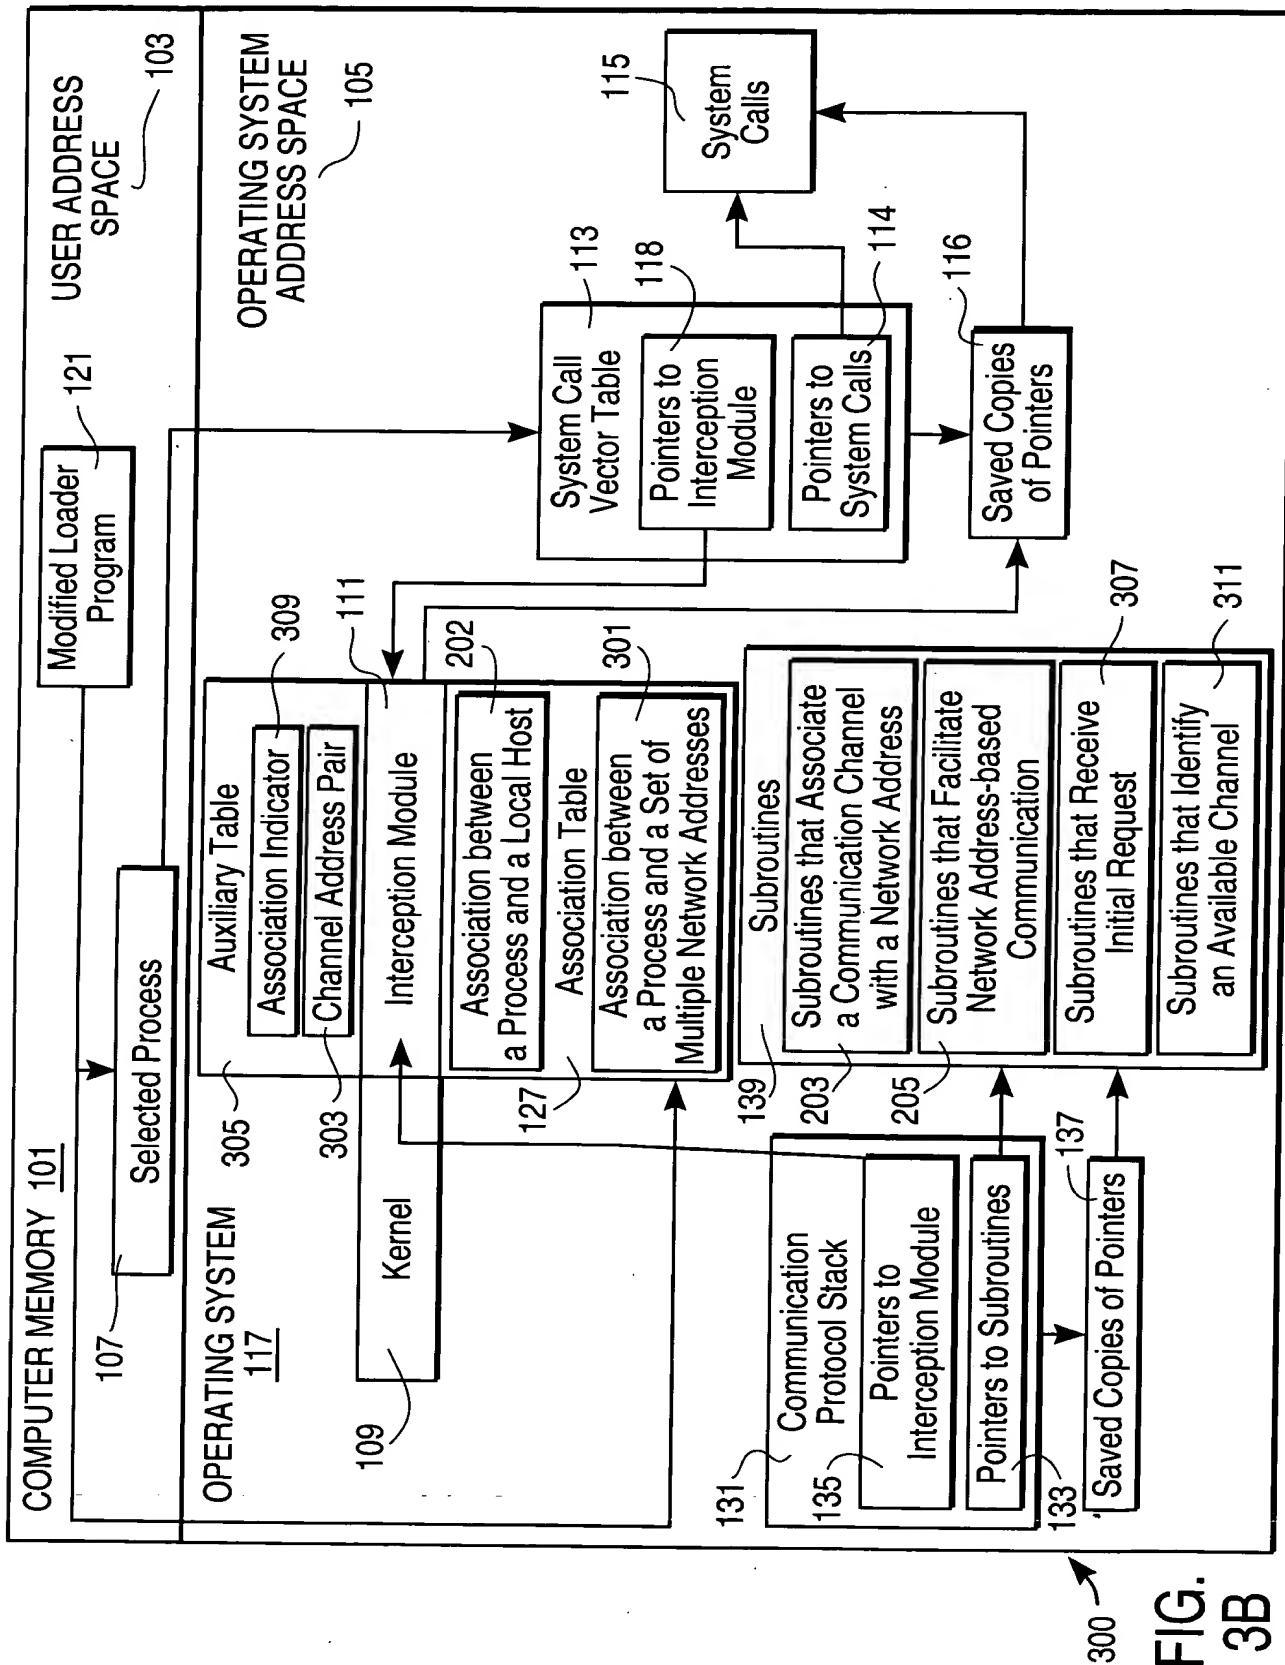 COMPUTER MEMORY 101
USER ADDRESS
SPACE
103
Modified Loader
Program
121
107
Selected Process
OPERATING SYSTEM
117
OPERATING SYSTEM
ADDRESS SPACE
105
305
Auxiliary Table
Association Indicator
309
303
Channel Address Pair
109
Kernel
Interception Module
111
Association between
a Process and a Local Host
202
127
Association Table
Association between
a Process and a Set of
Multiple Network Addresses
301
System Call
Vector Table
113
Pointers to
Interception
Module
118
Pointers to
System Calls
114
115
System
Calls
116
Saved Copies
of Pointers
131
Communication
Protocol Stack
135
Pointers to
Interception Module
Pointers to Subroutines
133
137
Saved Copies of Pointers
139
Subroutines
203
Subroutines that Associate
a Communication Channel
with a Network Address
205
Subroutines that Facilitate
Network Address-based
Communication
Subroutines that Receive
Initial Request
307
Subroutines that Identify
an Available Channel
311
300
FIG.
3B